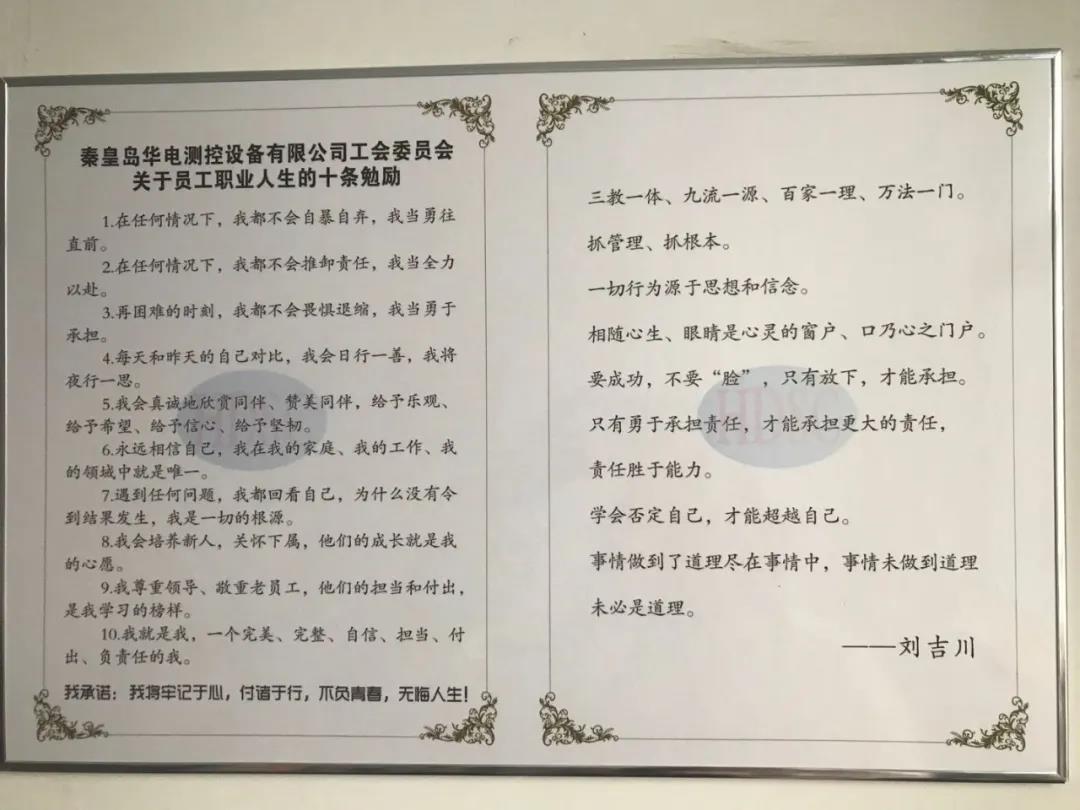 秦皇岛华电测控设备有限公司工会委员会
关于员工职业人生的十条勉励
1.在任何情况下，我都不会自暴自弃，我当勇往
直前。
2.在任何情况下，我都不会推卸责任，我当全力
以赴。
3.再困难的时刻，我都不会畏惧退缩，我当勇于
承担。
4.每天和昨天的自己对比，我会日行一善，我将
夜行一思。
5.我会真诚地欣赏同伴、赞美同伴，给予乐观、
给予希望、给予信心、给予坚韧。
6.永远相信自己，我在我的家庭、我的工作、我
的领域中就是唯一。
7.遇到任何问题，我都回看自己，为什么没有令
到结果发生，我是一切的根源。
8.我会培养新人，关怀下属，他们的成长就是我
的心愿。
9.我尊重领导、敬重老员工，他们的担当和付出，
是我学习的榜样。
10.我就是我，一个完美、完整、自信、担当、付
出、负责任的我。
我承诺：我将牢记于心，付诸于行，不负青春，无悔人生！
三教一体、九流一源、百家一理、万法一门。
抓管理、抓根本。
一切行为源于思想和信念。
相随心生、眼睛是心灵的窗户、口乃心之门户。
要成功，不要“脸”，只有放下，才能承担。
只有勇于承担责任，才能承担更大的责任，
责任胜于能力。
学会否定自己，才能超越自己。
事情做到了道理尽在事情中，事情未做到道理
未必是道理。
——刘吉川
HDSC